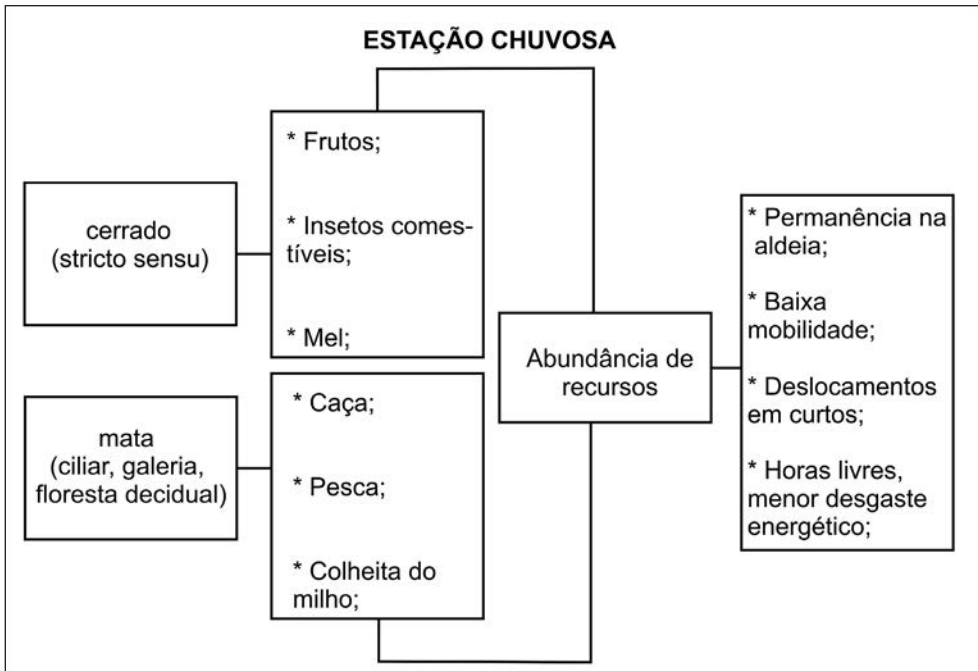 ESTAÇÃO CHUVOSA
cerrado
(stricto sensu)
* Frutos;
* Insetos comes-
tíveis;
* Mel;
mata
(ciliar, galeria,
floresta decidual)
* Caça;
* Pesca;
* Colheita do
milho;
Abundância de
recursos
* Permanência na
aldeia;
* Baixa
mobilidade;
* Deslocamentos
em curtos;
* Horas livres,
menor desgaste
energético;